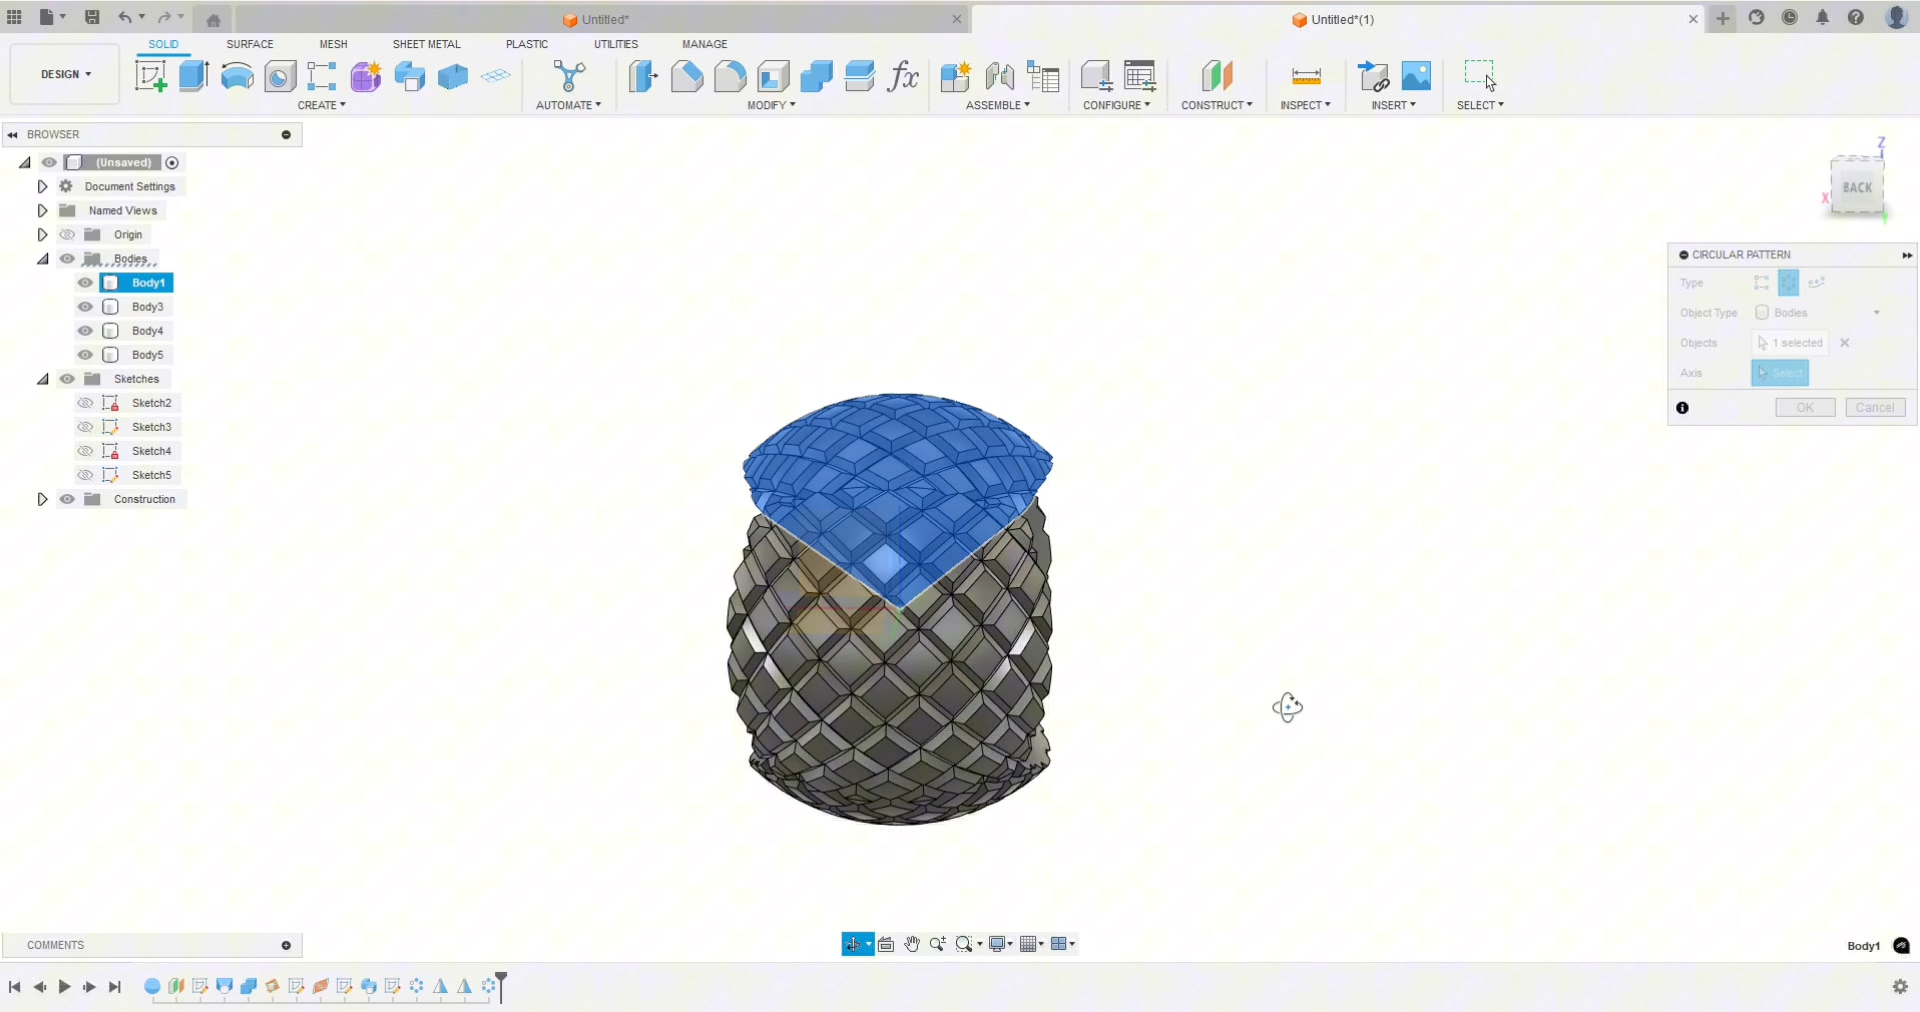 Untitled*
Untitled*(1)
SOLID
SURFACE
MESH
SHEET METAL
PLASTIC
UTILITIES
MANAGE
DESIGN
fx
CREATE
AUTOMATE
MODIFY
ASSEMBLE
CONFIGURE
CONSTRUCT
INSPECT
INSERT
SELECT
BROWSER
(Unsaved)
Document Settings
Named Views
Origin
Bodies
Body1
Body3
Body4
Body5
Sketches
Sketch2
Sketch3
Sketch4
Sketch5
Construction
Z
BACK
X
CIRCULAR PATTERN
Type
Object Type
Bodies
Objects
1 selected
Axis
Select
OK
Cancel
COMMENTS
Body1